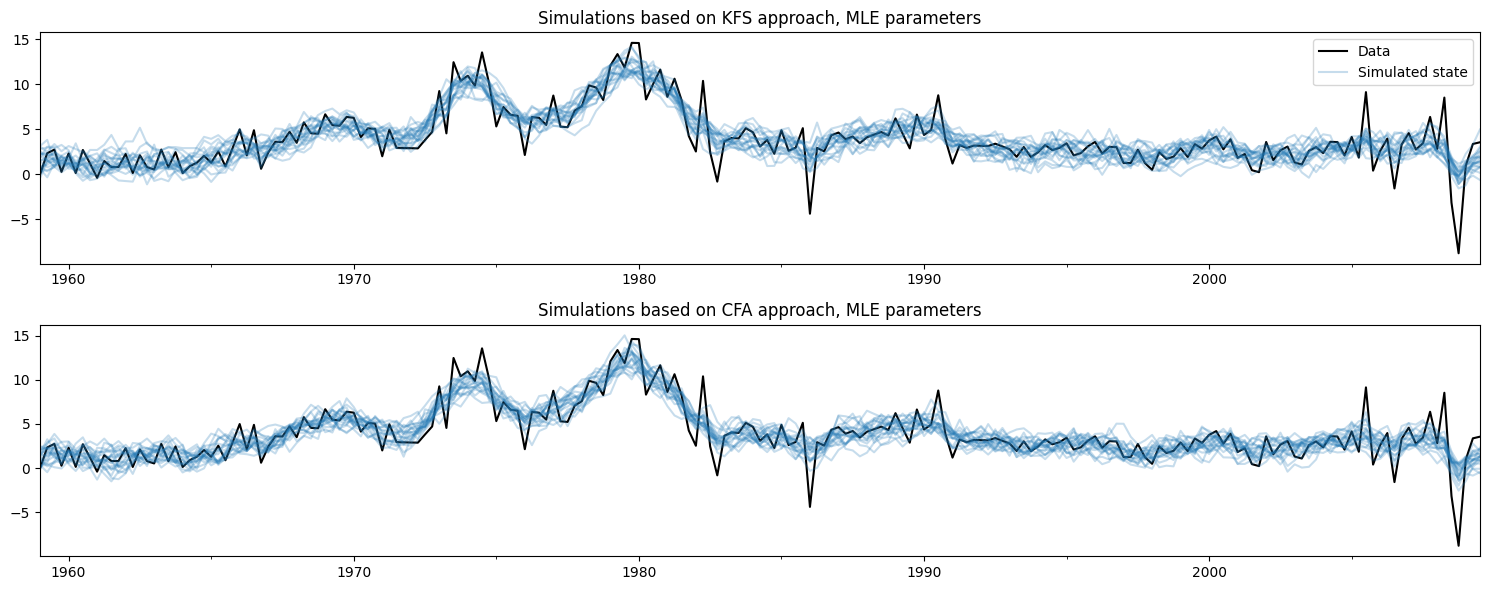 Simulations based on KFS approach, MLE parameters
15
10
5
0
−5
Data
Simulated state
1960 1970 1980 1990 2000
Simulations based on CFA approach, MLE parameters
15
10
5
0
−5
1960 1970 1980 1990 2000